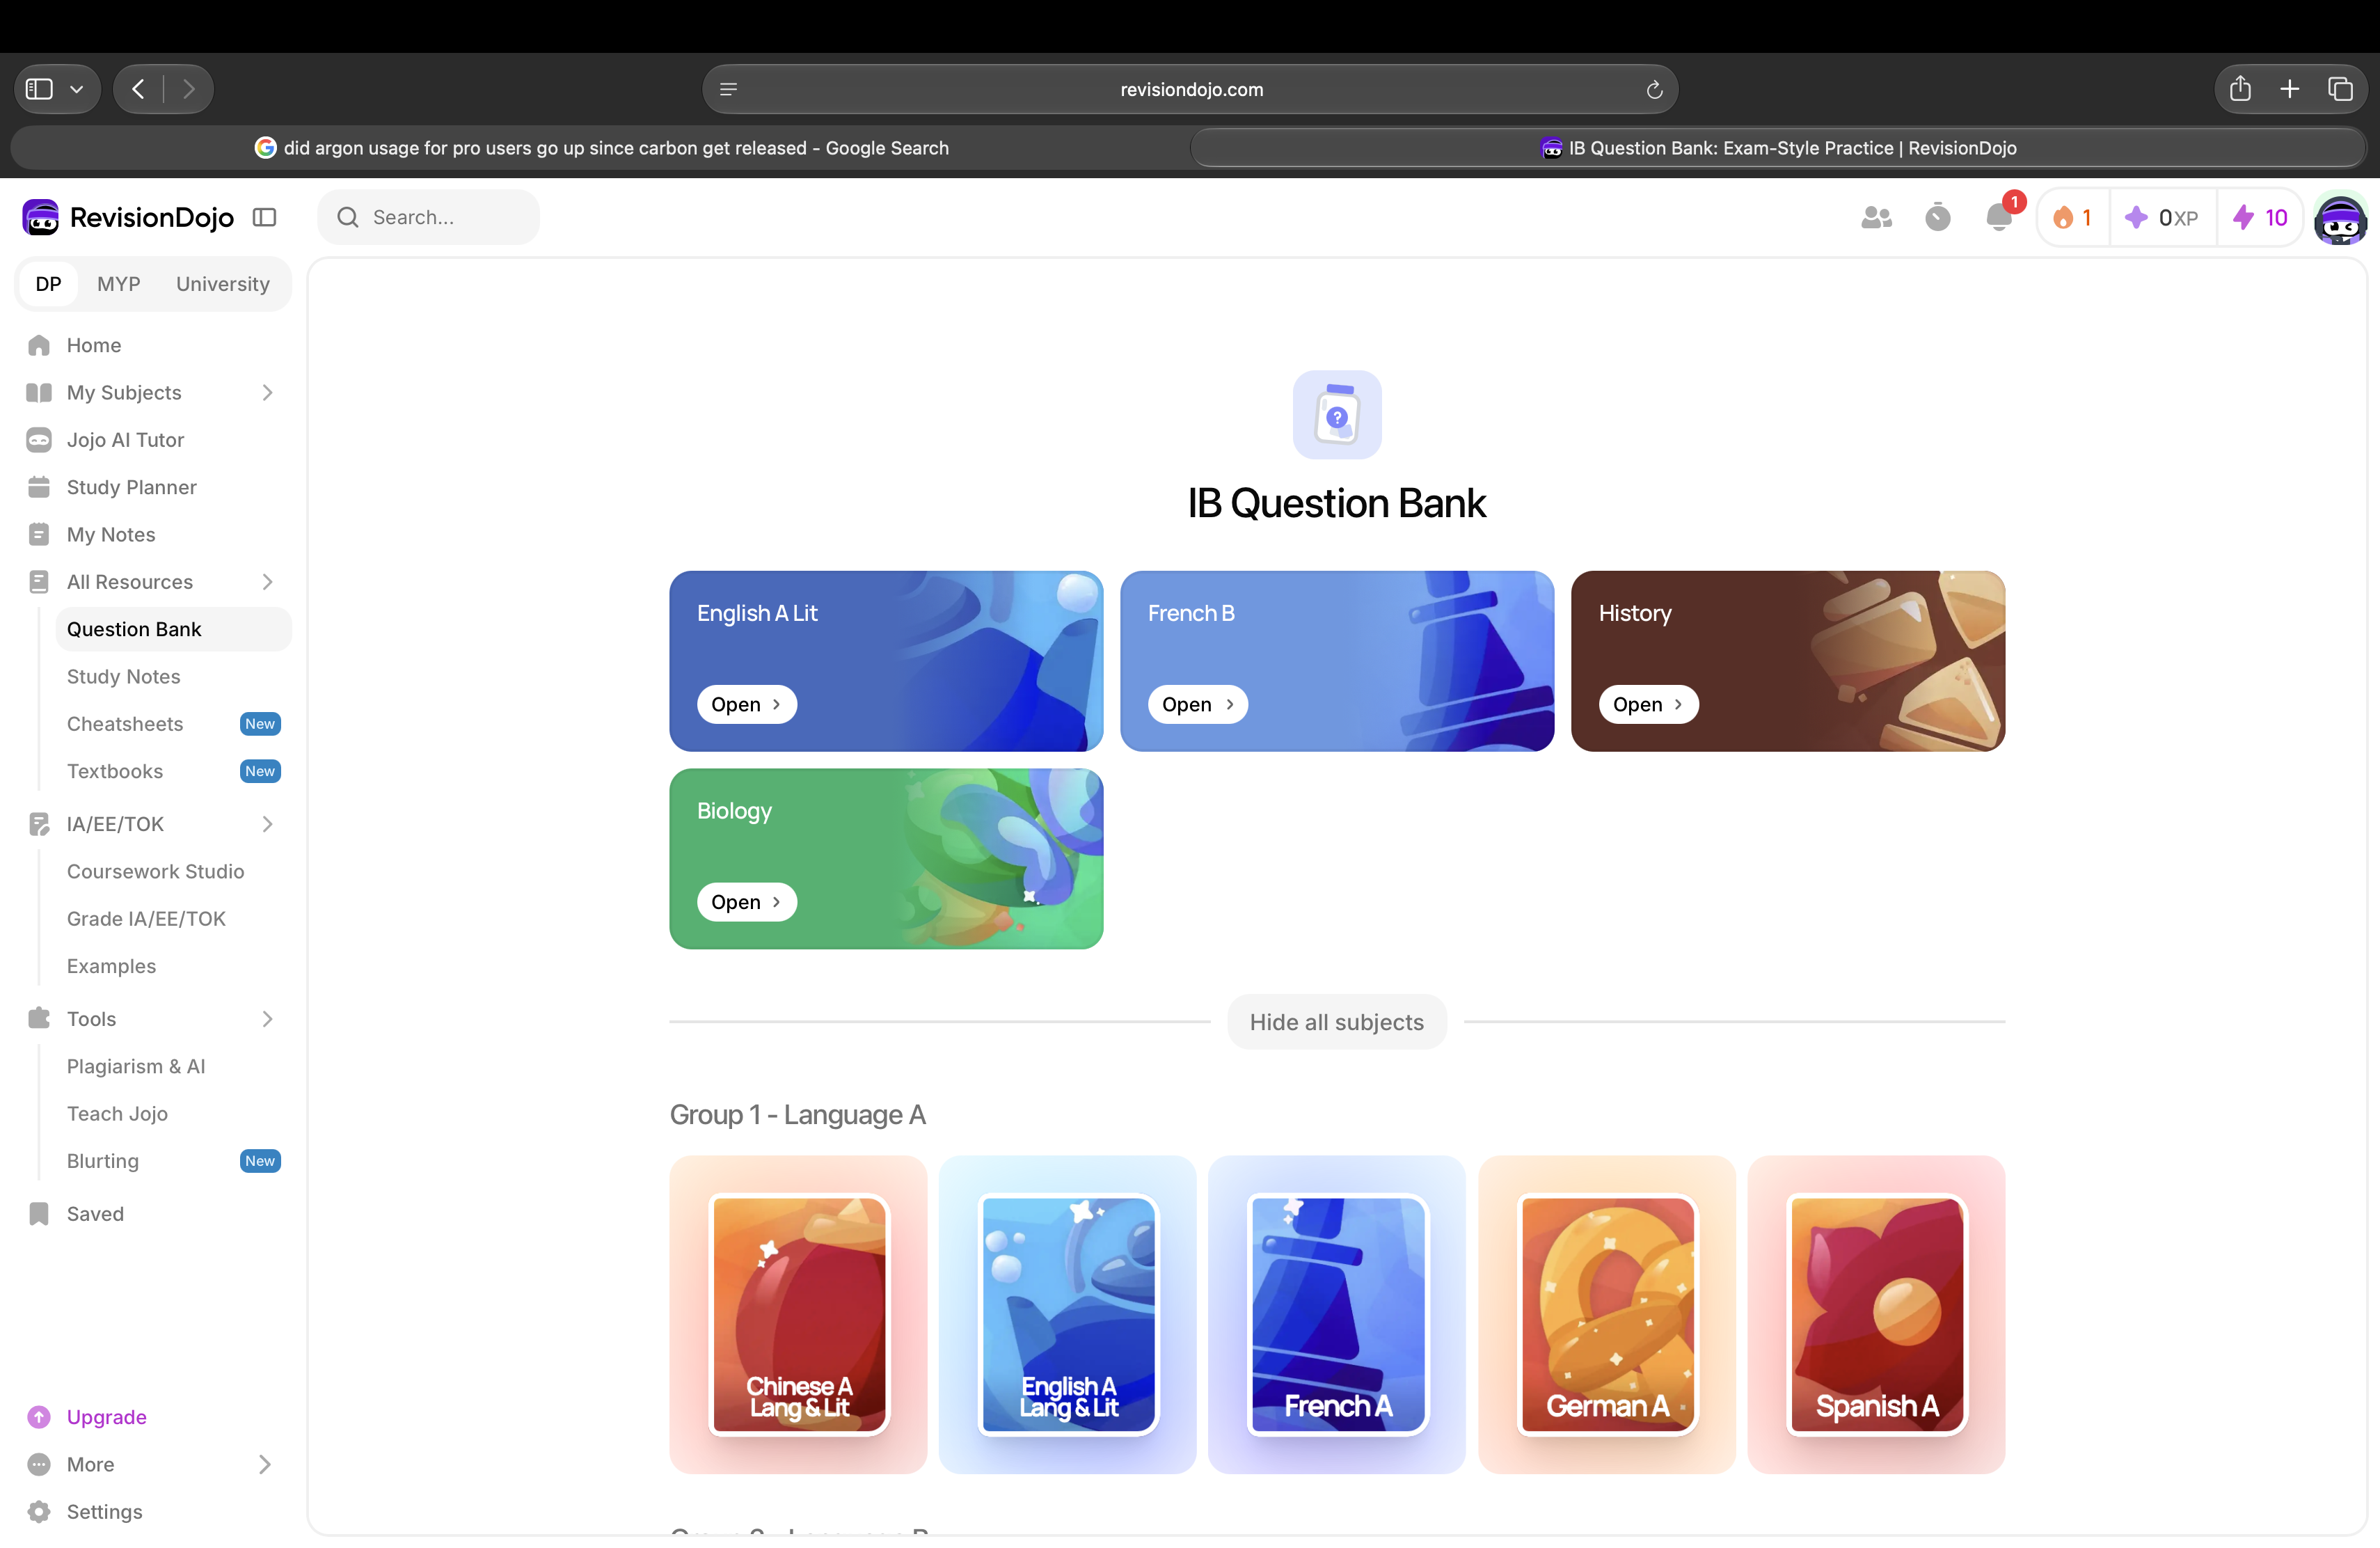 revisiondojo.com
did argon usage for pro users go up since carbon get released - Google Search
IB Question Bank: Exam-Style Practice | RevisionDojo
RevisionDojo
Search...
1
1
0XP
10
DP
MYP
University
Home
My Subjects
Jojo AI Tutor
Study Planner
My Notes
All Resources
Question Bank
Study Notes
Cheatsheets
New
Textbooks
New
IA/EE/TOK
Coursework Studio
Grade IA/EE/TOK
Examples
Tools
Plagiarism & AI
Teach Jojo
Blurting
New
Saved
Upgrade
More
Settings
?
IB Question Bank
English A Lit
Open
French B
Open
History
Open
Biology
Open
Hide all subjects
Group 1 - Language A
Chinese A
Lang & Lit
English A
Lang & Lit
French A
German A
Spanish A